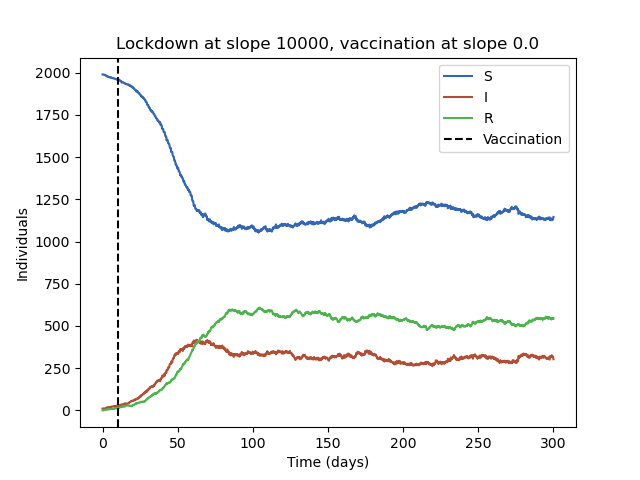 Lockdown at slope 10000, vaccination at slope 0.0
2000
1750
1500
1250
1000
750
500
250
0
Individuals
S
I
R
Vaccination
0
50
100
150
200
250
300
Time (days)